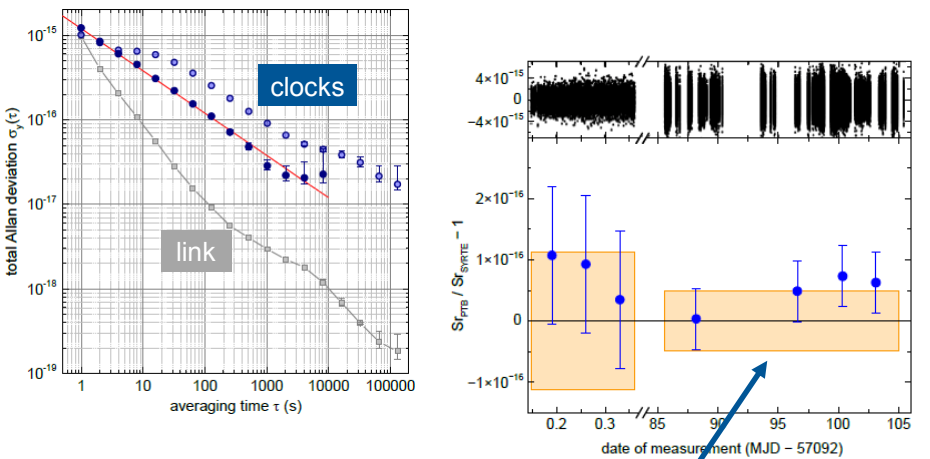 total Allan deviation σy(τ)
10⁻¹⁵
10⁻¹⁶
10⁻¹⁷
10⁻¹⁸
10⁻¹⁹
clocks
link
1 10 100 1000 10000 100000
averaging time τ (s)
4×10⁻¹⁵
0
−4×10⁻¹⁵
SrPTB / SrSYRTE − 1
2×10⁻¹⁶
1×10⁻¹⁶
0
−1×10⁻¹⁶
0.2 0.3 85 95 100 105
date of measurement (MJD − 57092)